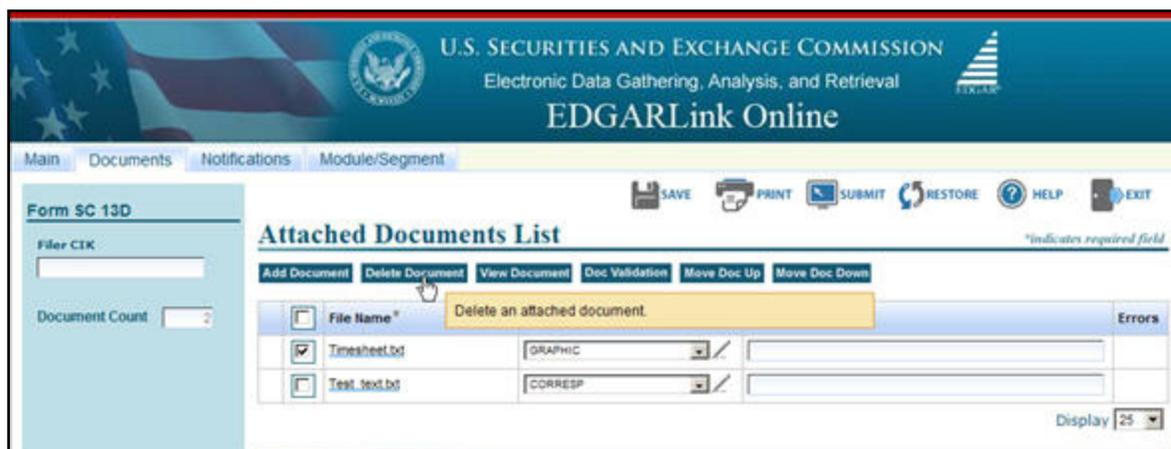 U.S. SECURITIES AND EXCHANGE COMMISSION
Electronic Data Gathering, Analysis, and Retrieval
EDGAR®
EDGARLink Online
Main Documents Notifications Module/Segment
SAVE PRINT SUBMIT RESTORE HELP EXIT
Form SC 13D
Attached Documents List
*indicates required field
Filer CIK
Add Document Delete Document View Document Doc Validation Move Doc Up Move Doc Down
Delete an attached document.
Document Count 2
File Name* Errors
Timesheet.txt GRAPHIC
Test_text.txt CORRESP
Display 25